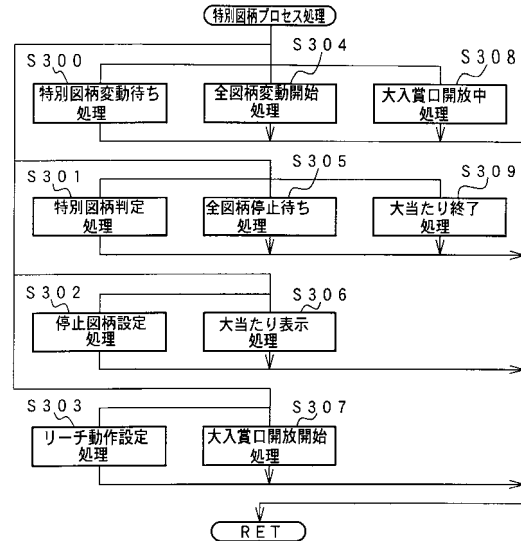 特別図柄プロセス処理
S300
S304
S308
特別図柄変動待ち
処理
全図柄変動開始
処理
大入賞口開放中
処理
S301
S305
S309
特別図柄判定
処理
全図柄停止待ち
処理
大当たり終了
処理
S302
S306
停止図柄設定
処理
大当たり表示
処理
S303
S307
リーチ動作設定
処理
大入賞口開放開始
処理
RET